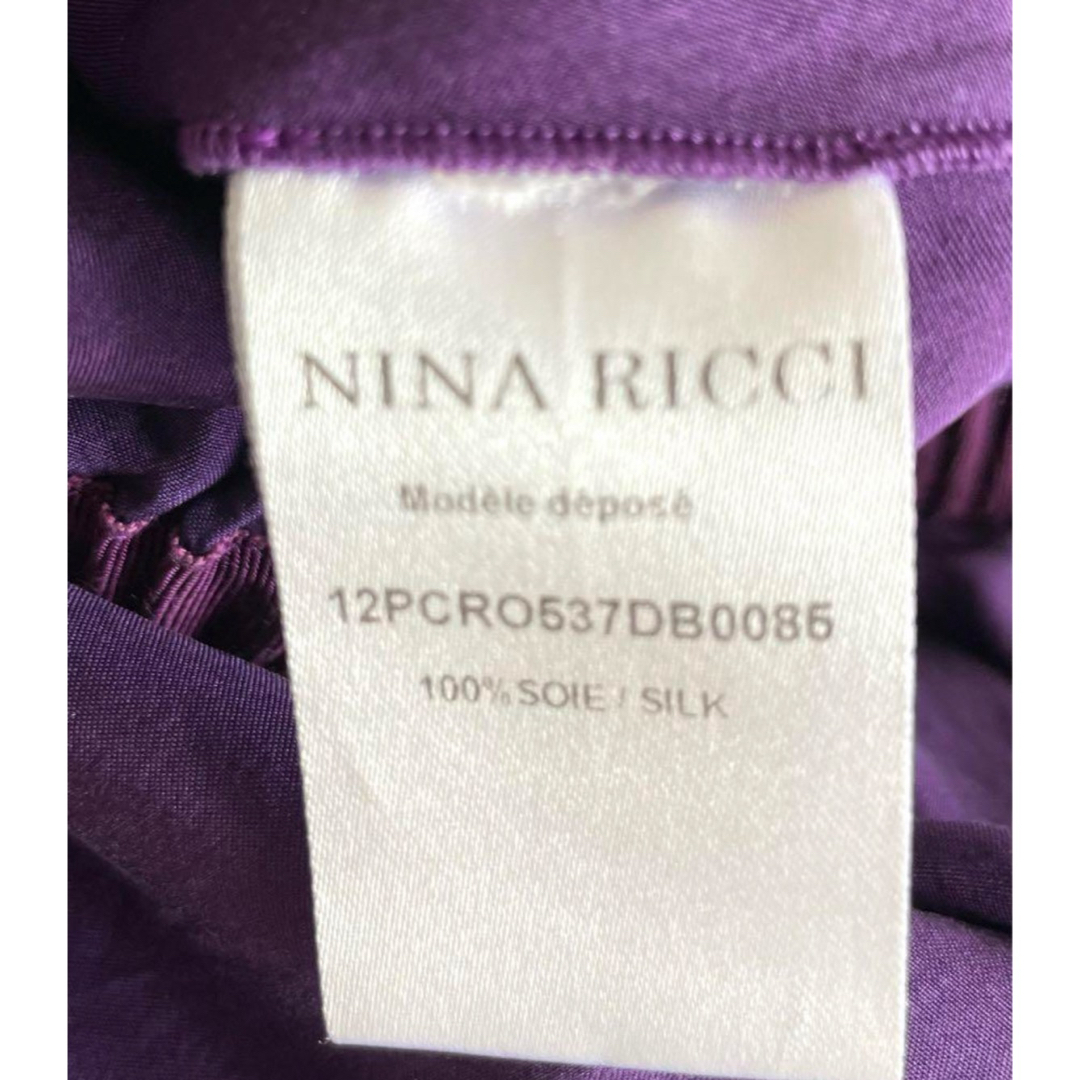 NINA RICCI
Modèle déposé
12PCRO537DB0085
100% SOIE / SILK